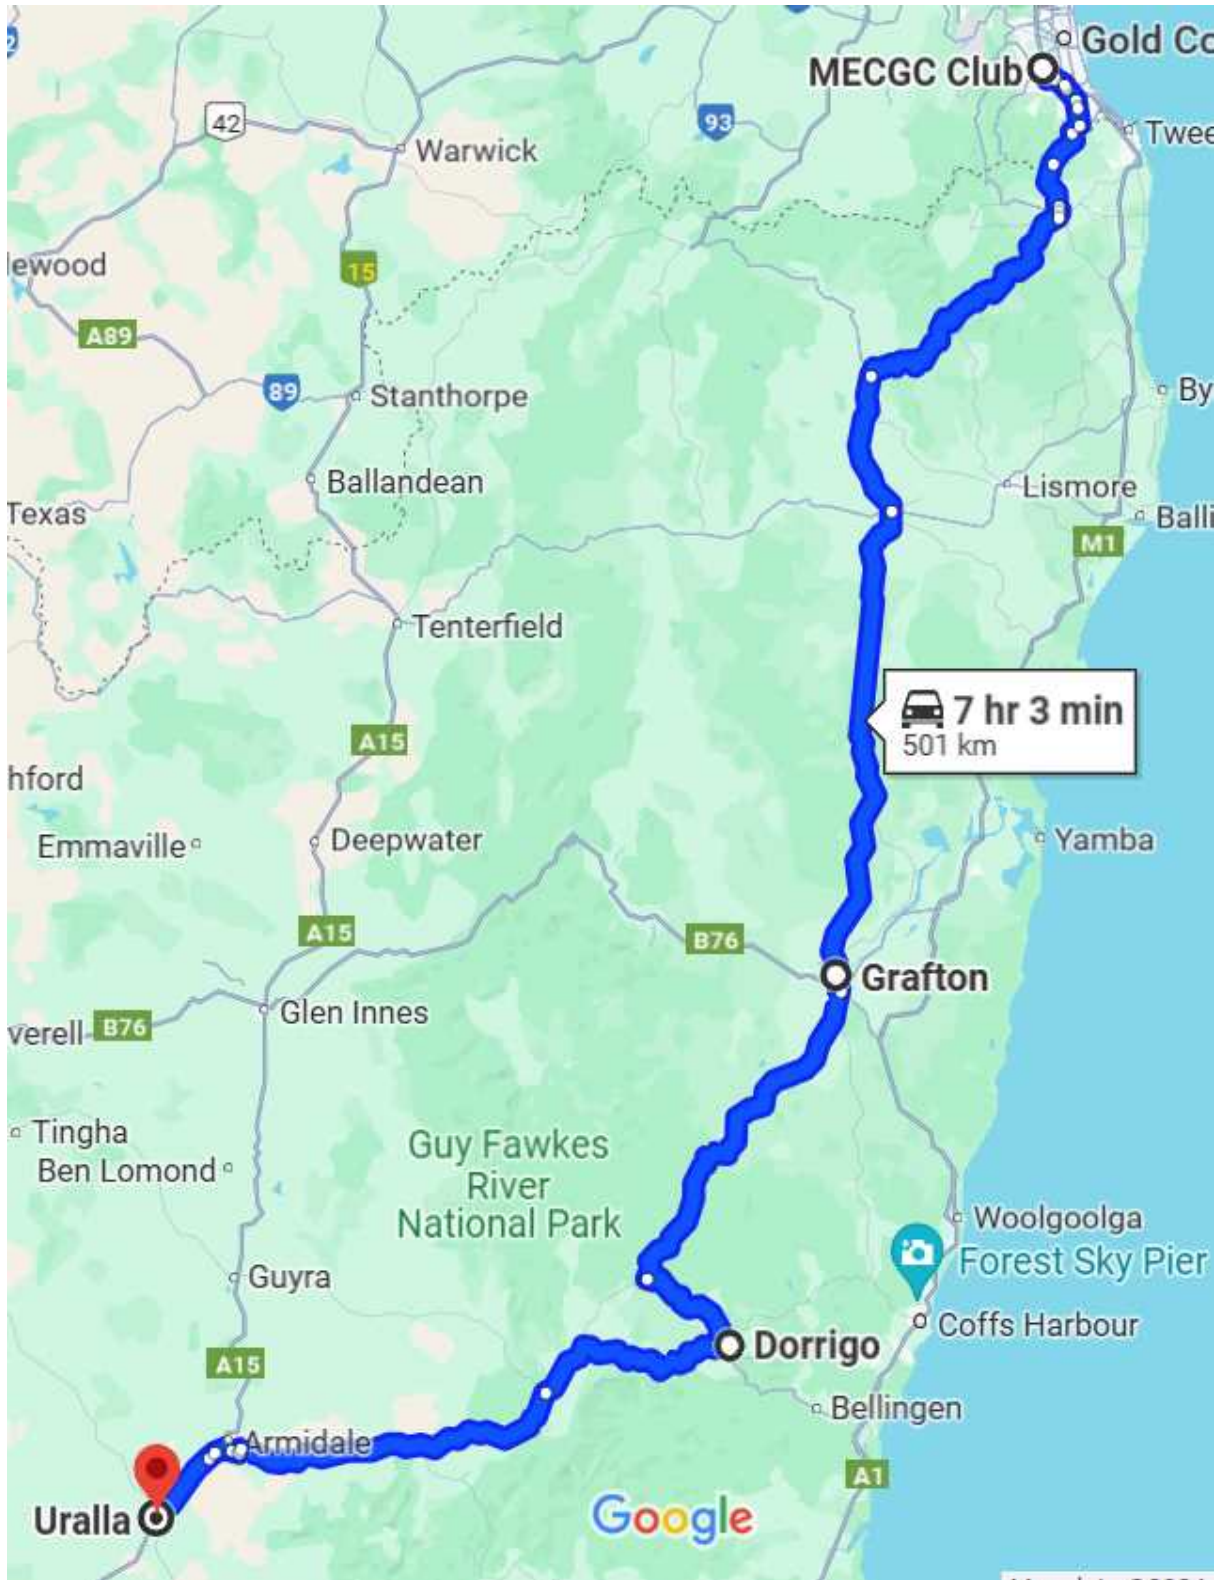 Gold Co
MECGC Club
42
93
Warwick
Twee
lewood
15
A89
89
Stanthorpe
By
Ballandean
Lismore
Texas
Balli
M1
Tenterfield
7 hr 3 min
501 km
A15
hford
Emmaville
Deepwater
Yamba
A15
B76
Grafton
Glen Innes
verell
B76
Tingha
Ben Lomond
Guy Fawkes
River
National Park
Woolgoolga
Forest Sky Pier
Guyra
Coffs Harbour
Dorrigo
A15
Bellingen
Armidale
A1
Uralla
Google